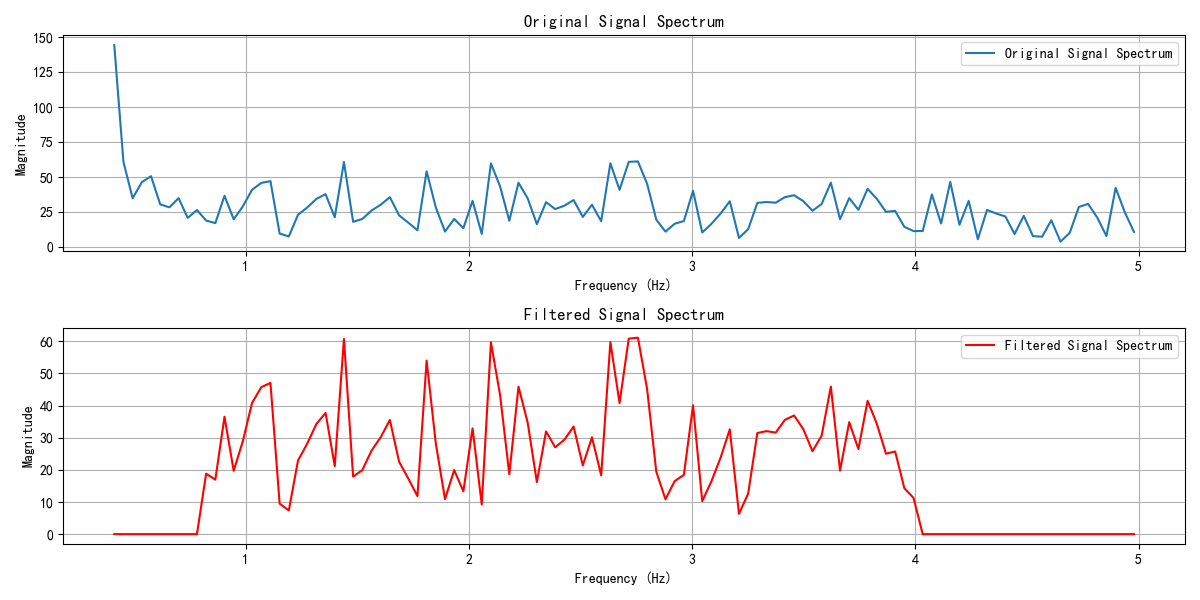 Original Signal Spectrum
150
125
100
75
50
25
0
Magnitude
Original Signal Spectrum
1 2 3 4 5
Frequency (Hz)
Filtered Signal Spectrum
60
50
40
30
20
10
0
Magnitude
Filtered Signal Spectrum
1 2 3 4 5
Frequency (Hz)